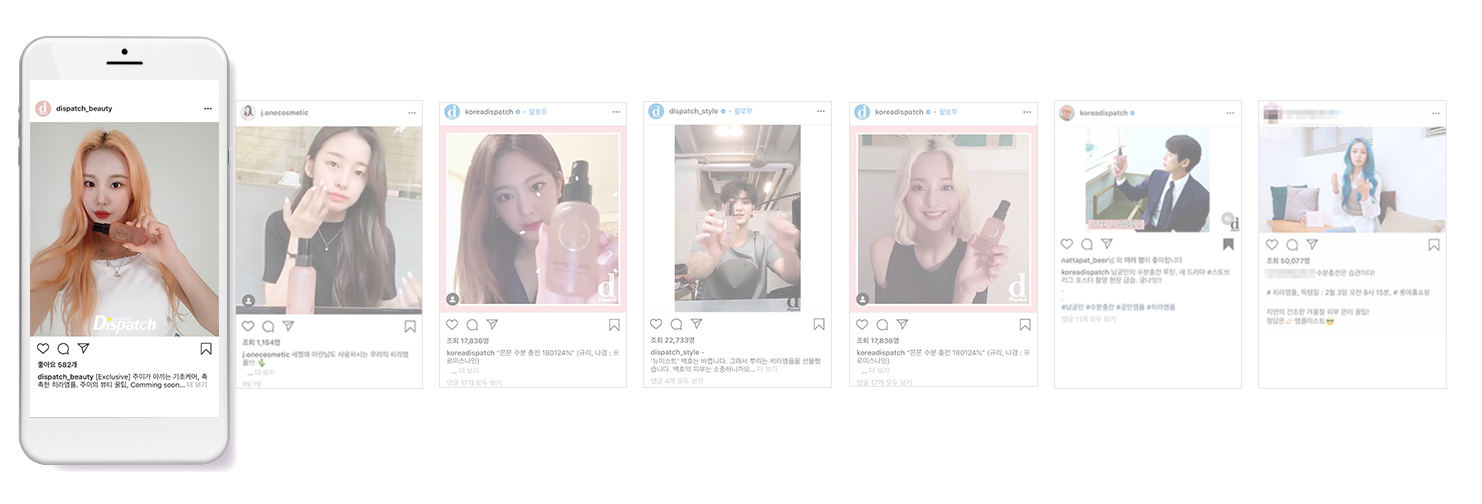 dispatch_beauty
Dispatch
좋아요 582개
dispatch_beauty [Exclusive] 주이가 아끼는 기초케어, 촉
촉한 히라앰플, 주이의 뷰티 꿀팁, Comming soon... 더 보기
j.onecosmetic
조회 1,154명
j.onecosmetic 세젤예 아린님도 사용하시는 우리의 히라앰
플!!!
... 더 보기
9월 1일
koreadispatch • 팔로우
d
Dispatch
조회 17,836명
koreadispatch "쫀쫀 수분 충전 180124%" (규리, 나경 : 프
로미스나인)
... 더 보기
댓글 17개 모두 보기
dispatch_style • 팔로우
d
조회 22,733명
dispatch_style -
'뉴이스트' 백호는 바쁩니다. 그래서 뿌리는 히라앰플을 선물했
습니다. 백호의 피부는 소중하니까요... 더 보기
댓글 4개 모두 보기
koreadispatch • 팔로우
d
Dispatch
조회 17,836명
koreadispatch "쫀쫀 수분 충전 180124%" (규리, 나경 : 프
로미스나인)
... 더 보기
댓글 17개 모두 보기
koreadispatch
d
nattapat_beer님 외 여러 명이 좋아합니다
koreadispatch 남궁민의 수분충전 루틴. 새 드라마 #스토브
리그 포스터 촬영 현장 급습. 궁나밋!!
.
.
#남궁민 #수분충전 #궁민앰플 #히라앰플
댓글 11개 모두 보기
조회 50,077명
수분충전은 습관이다!
# 히라앰플, 득템일 : 2월 3일 오전 8시 15분, # 롯데홈쇼핑
지연의 건조한 겨울철 피부 관리 꿀팁!
정답은 앰플미스트